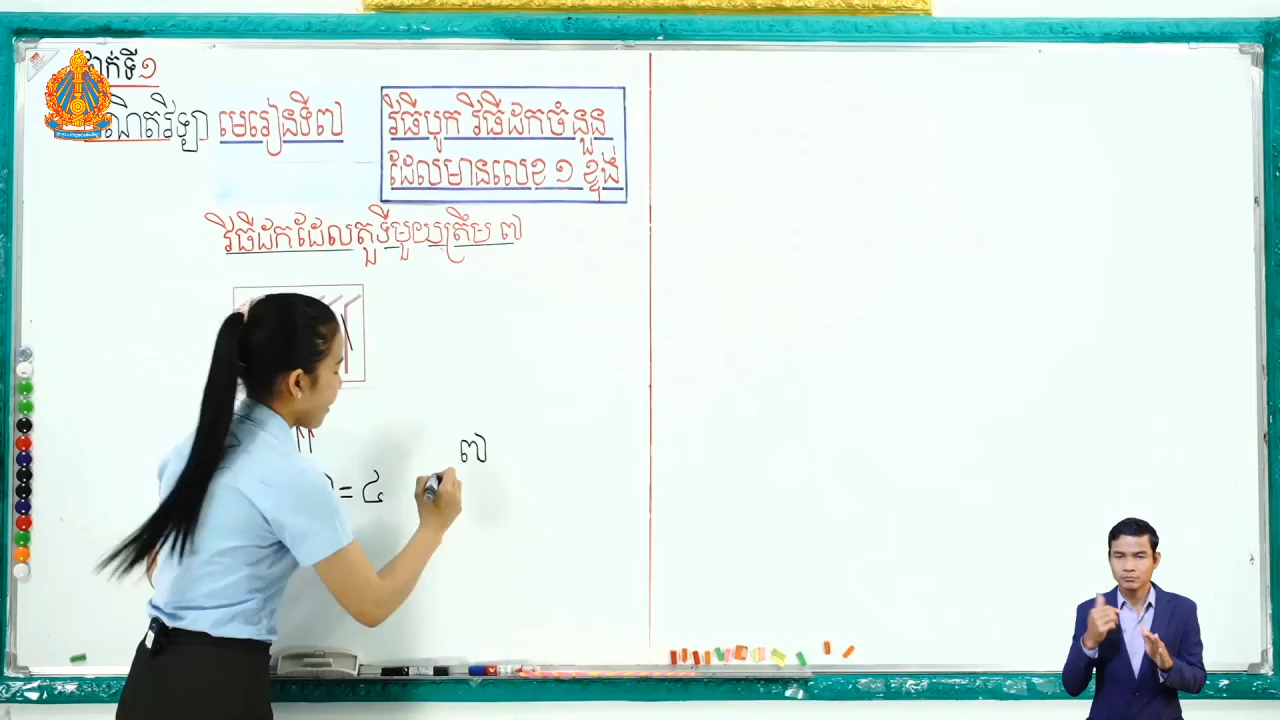 ថ្នាក់ទី១
គណិតវិទ្យា មេរៀនទី៧
វិធីបូក វិធីដកចំនួន
ដែលមានលេខ ១ ខ្ទង់
វិធីដកដែលតួទីមួយត្រឹម ៧
៧
= ៤